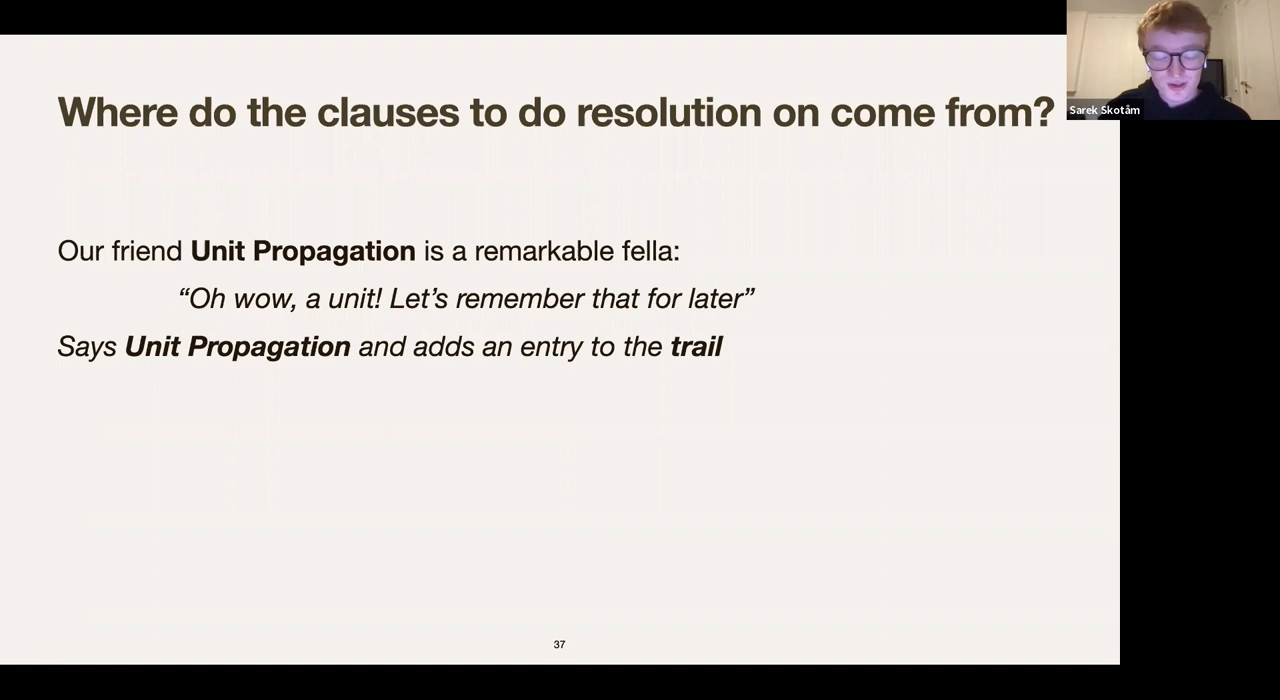 Where do the clauses to do resolution on come from?
Sarek Skotåm
Our friend Unit Propagation is a remarkable fella:
“Oh wow, a unit! Let’s remember that for later”
Says Unit Propagation and adds an entry to the trail
37